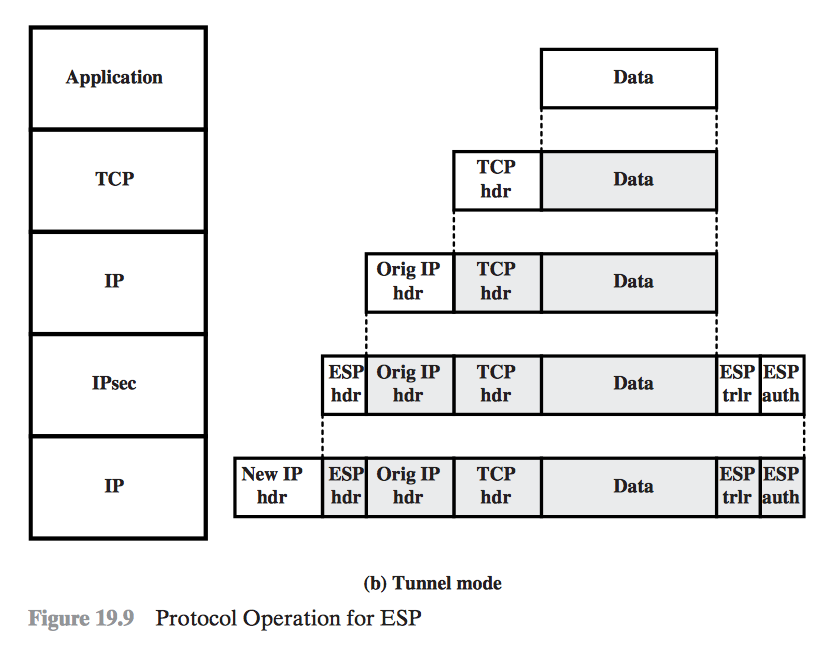 Application
Data
TCP
TCP
hdr
Data
IP
Orig IP
hdr
TCP
hdr
Data
IPsec
ESP
hdr
Orig IP
hdr
TCP
hdr
Data
ESP
trlr
ESP
auth
IP
New IP
hdr
ESP
hdr
Orig IP
hdr
TCP
hdr
Data
ESP
trlr
ESP
auth
(b) Tunnel mode
Figure 19.9 Protocol Operation for ESP